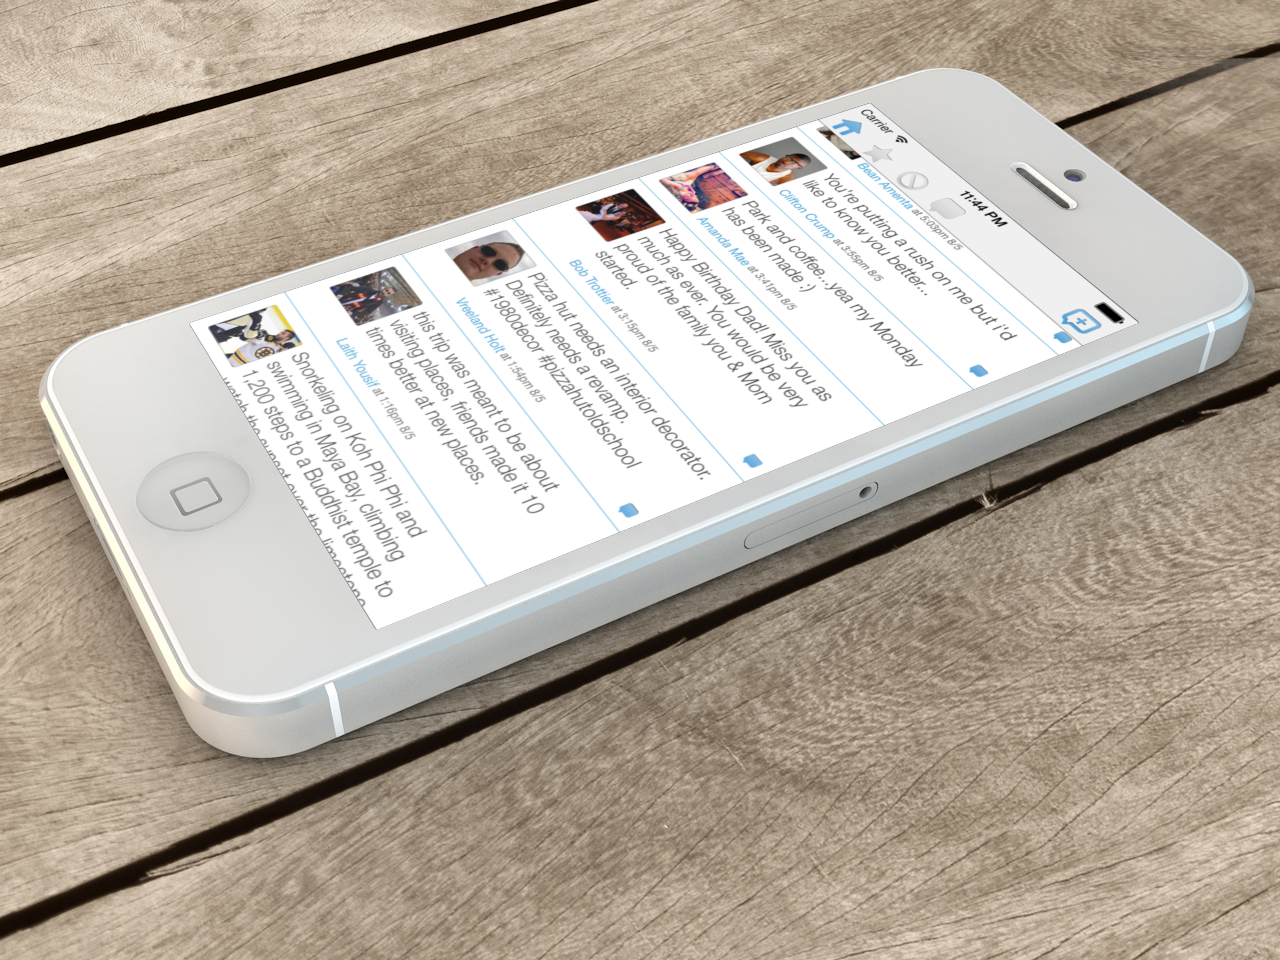 Carrier 11:44 PM
Bean Amenta at 5:03pm 8/5
You're putting a rush on me but i'd
like to know you better...
Clifton Crump at 3:55pm 8/5
Park and coffee...yea my Monday
has been made :)
Amanda Mae at 3:41pm 8/5
Happy Birthday Dad! Miss you as
much as ever. You would be very
proud of the family you & Mom
started.
Bob Trottier at 3:15pm 8/5
Pizza hut needs an interior decorator.
Definitely needs a revamp.
#1980decor #pizzahutoldschool
Vreeland Holt at 1:54pm 8/5
this trip was meant to be about
visiting places, friends made it 10
times better at new places.
Laith Yousif at 1:16pm 8/5
Snorkeling on Koh Phi Phi and
swimming in Maya Bay, climbing
1,200 steps to a Buddhist temple to
watch the sunset over the limestone